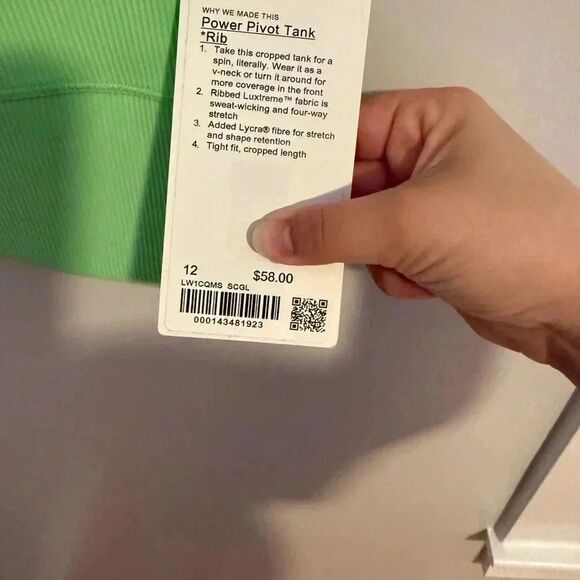 WHY WE MADE THIS
Power Pivot Tank
*Rib
1. Take this cropped tank for a
spin, literally. Wear it as a
v-neck or turn it around for
more coverage in the front
2. Ribbed Luxtreme™ fabric is
sweat-wicking and four-way
stretch
3. Added Lycra® fibre for stretch
and shape retention
4. Tight fit, cropped length
12 $58.00
LW1CQMS SCGL
000143481923